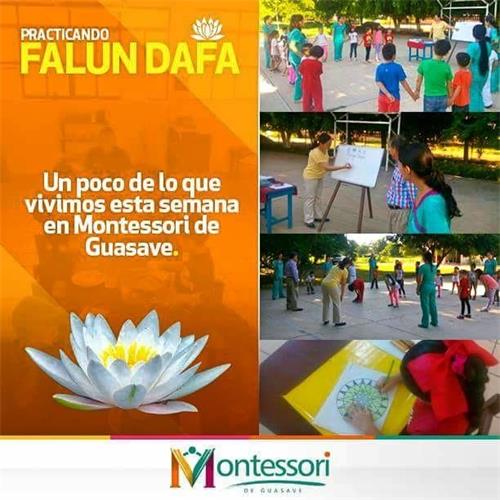 PRACTICANDO
FALUN DAFA
Un poco de lo que
vivimos esta semana
en Montessori de
Guasave.
Montessori
DE GUASAVE